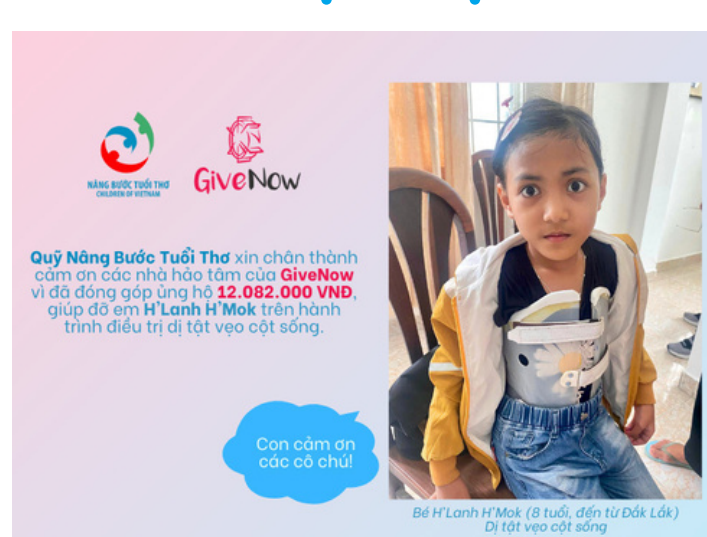 NÂNG BƯỚC TUỔI THƠ
CHILDREN OF VIETNAM
GiveNow
Quỹ Nâng Bước Tuổi Thơ xin chân thành
cảm ơn các nhà hảo tâm của GiveNow
vì đã đóng góp ủng hộ 12.082.000 VNĐ,
giúp đỡ em H'Lanh H'Mok trên hành
trình điều trị dị tật vẹo cột sống.
Con cảm ơn
các cô chú!
Bé H'Lanh H'Mok (8 tuổi, đến từ Đắk Lắk)
Dị tật vẹo cột sống